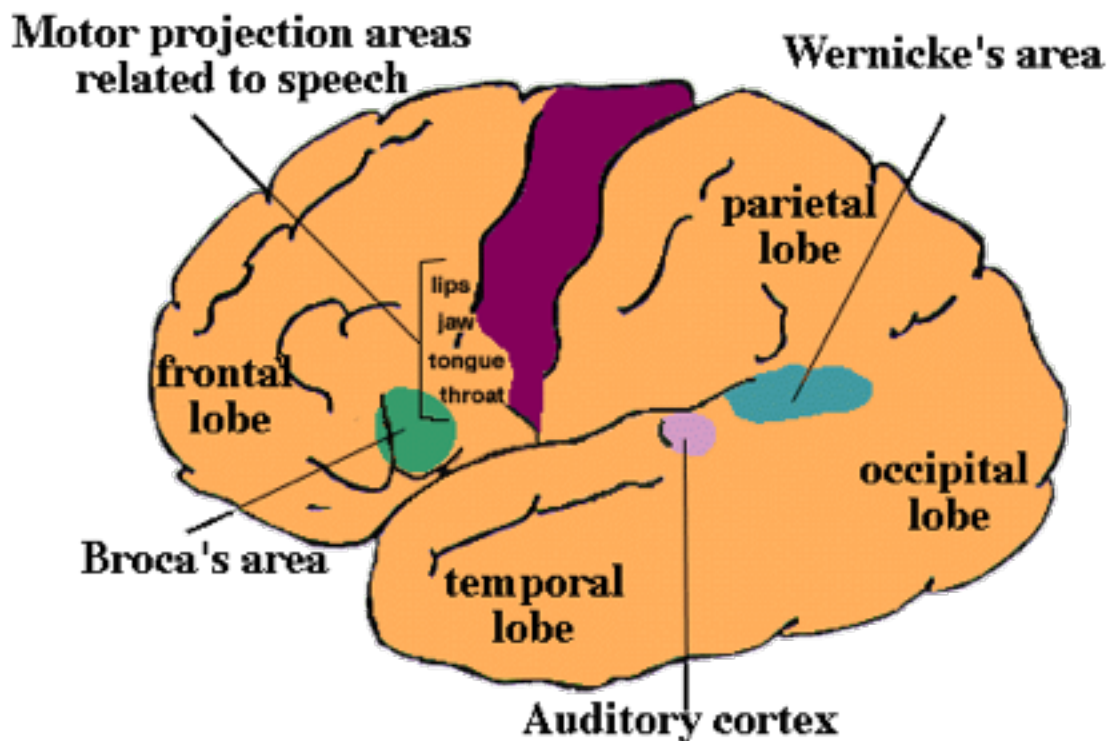 Motor projection areas
related to speech
Wernicke's area
parietal
lobe
lips
jaw
tongue
throat
frontal
lobe
occipital
lobe
Broca's area
temporal
lobe
Auditory cortex